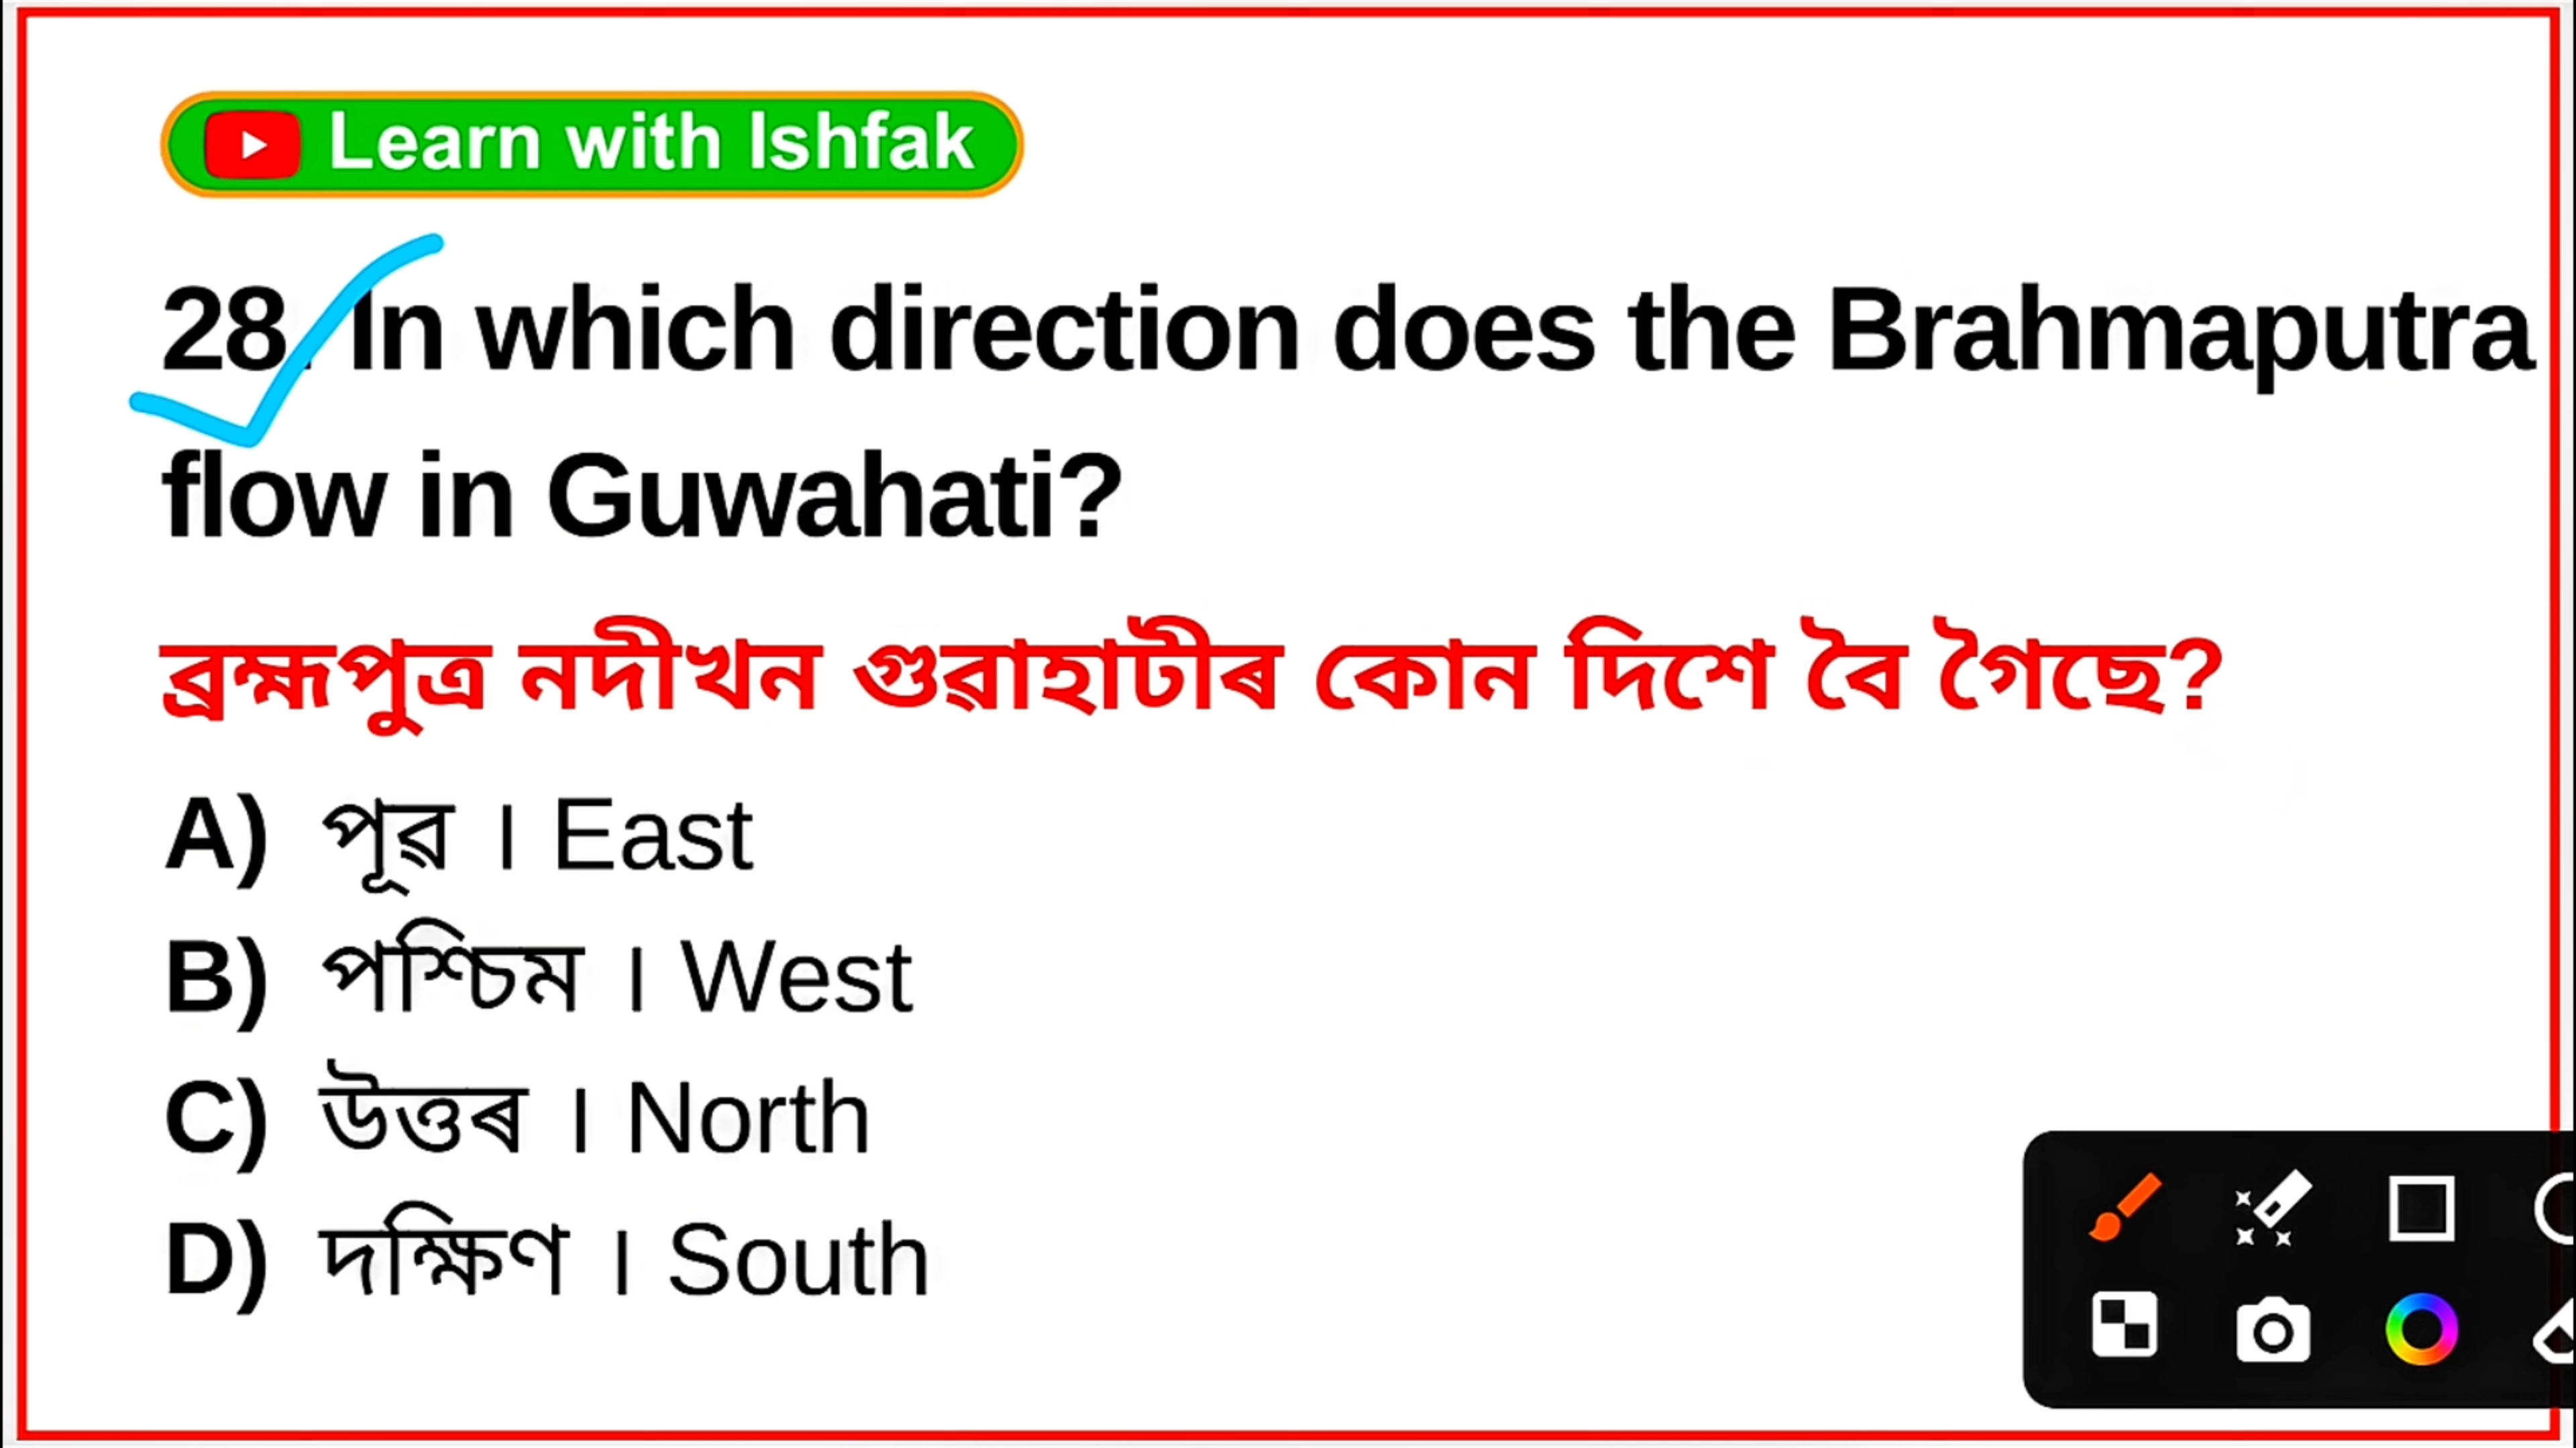 Learn with Ishfak
28. In which direction does the Brahmaputra
flow in Guwahati?
ব্ৰহ্মপুত্ৰ নদীখন গুৱাহাটীৰ কোন দিশে বৈ গৈছে?
A) পূৱ । East
B) পশ্চিম । West
C) উত্তৰ । North
D) দক্ষিণ । South